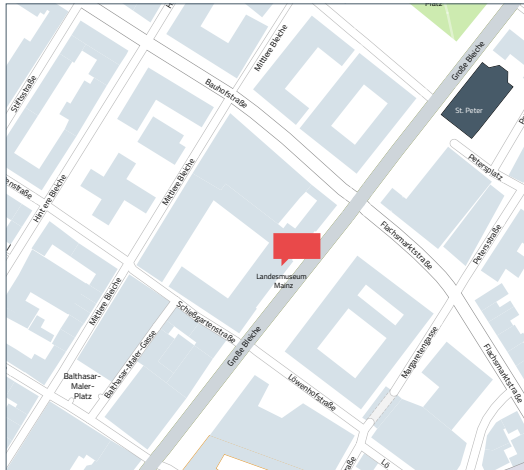 Platz
Große Bleiche
Mittlere Bleiche
Stiftsstraße
Bauhofstraße
St. Peter
Petersplatz
Hintere Bleiche
Mittlere Bleiche
Petersstraße
Flachsmarktstraße
Landesmuseum
Mainz
Mittlere Bleiche
Schießgartenstraße
Große Bleiche
Balthasar-Maler-Gasse
Margaretengasse
Flachsmarktstraße
Balthasar-
Maler-
Platz
Löwenhofstraße
Lö